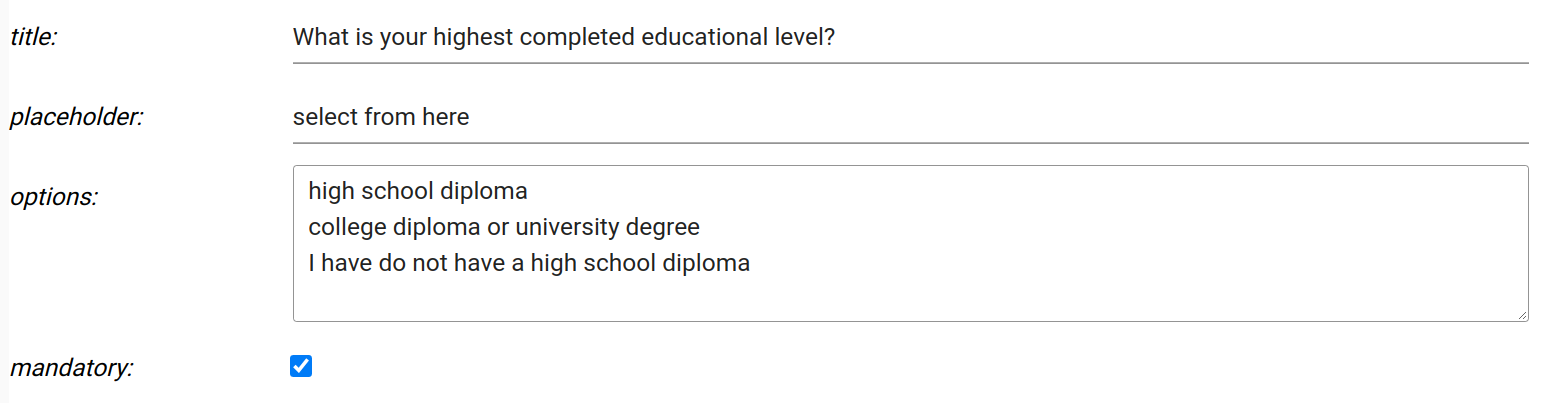 title: What is your highest completed educational level?
placeholder: select from here
options: high school diploma
college diploma or university degree
I have do not have a high school diploma
mandatory: